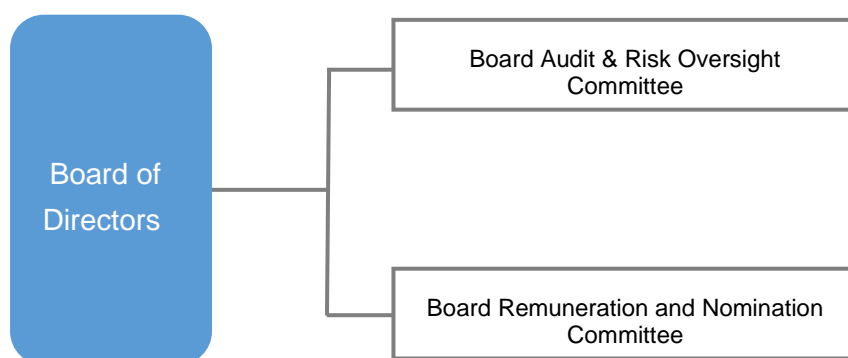 Board of
Directors
Board Audit & Risk Oversight
Committee
Board Remuneration and Nomination
Committee